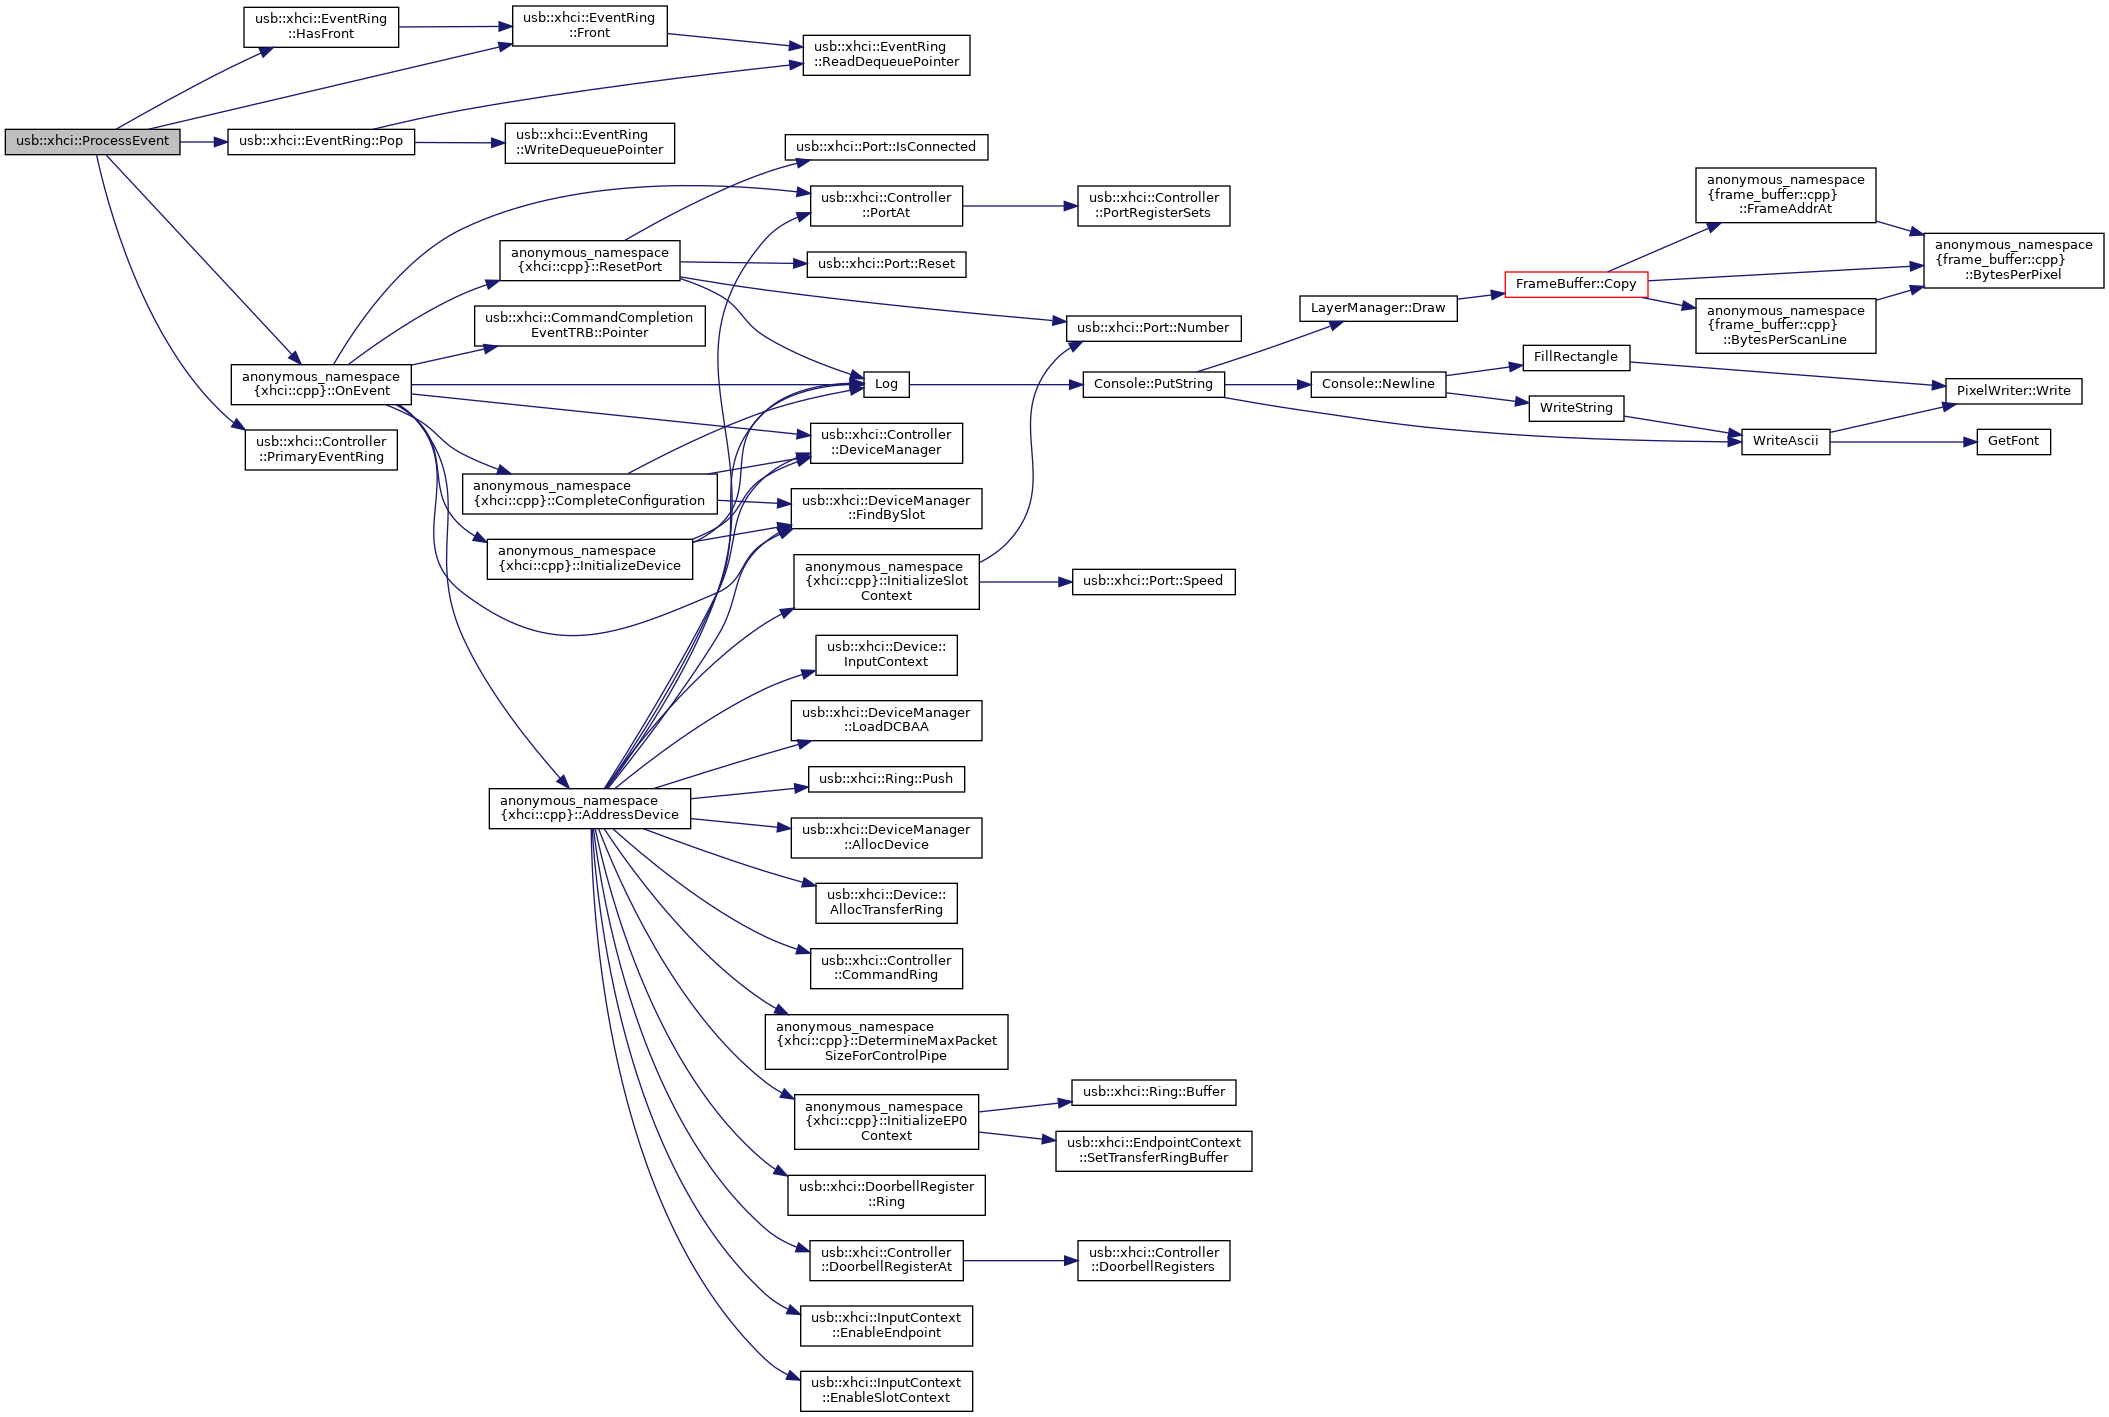 usb::xhci::ProcessEvent
usb::xhci::EventRing
::HasFront
usb::xhci::EventRing::Pop
anonymous_namespace
{xhci::cpp}::OnEvent
usb::xhci::Controller
::PrimaryEventRing
usb::xhci::EventRing
::Front
usb::xhci::EventRing
::WriteDequeuePointer
anonymous_namespace
{xhci::cpp}::ResetPort
usb::xhci::CommandCompletion
EventTRB::Pointer
anonymous_namespace
{xhci::cpp}::CompleteConfiguration
anonymous_namespace
{xhci::cpp}::InitializeDevice
anonymous_namespace
{xhci::cpp}::AddressDevice
usb::xhci::EventRing
::ReadDequeuePointer
usb::xhci::Port::IsConnected
usb::xhci::Controller
::PortAt
usb::xhci::Port::Reset
Log
usb::xhci::Controller
::DeviceManager
usb::xhci::DeviceManager
::FindBySlot
anonymous_namespace
{xhci::cpp}::InitializeSlot
Context
usb::xhci::Device::
InputContext
usb::xhci::DeviceManager
::LoadDCBAA
usb::xhci::Ring::Push
usb::xhci::DeviceManager
::AllocDevice
usb::xhci::Device::
AllocTransferRing
usb::xhci::Controller
::CommandRing
anonymous_namespace
{xhci::cpp}::DetermineMaxPacket
SizeForControlPipe
anonymous_namespace
{xhci::cpp}::InitializeEP0
Context
usb::xhci::DoorbellRegister
::Ring
usb::xhci::Controller
::DoorbellRegisterAt
usb::xhci::InputContext
::EnableEndpoint
usb::xhci::InputContext
::EnableSlotContext
usb::xhci::Controller
::PortRegisterSets
usb::xhci::Port::Number
Console::PutString
usb::xhci::Port::Speed
usb::xhci::Ring::Buffer
usb::xhci::EndpointContext
::SetTransferRingBuffer
usb::xhci::Controller
::DoorbellRegisters
LayerManager::Draw
Console::Newline
FrameBuffer::Copy
FillRectangle
WriteString
anonymous_namespace
{frame_buffer::cpp}
::FrameAddrAt
anonymous_namespace
{frame_buffer::cpp}
::BytesPerScanLine
WriteAscii
anonymous_namespace
{frame_buffer::cpp}
::BytesPerPixel
PixelWriter::Write
GetFont